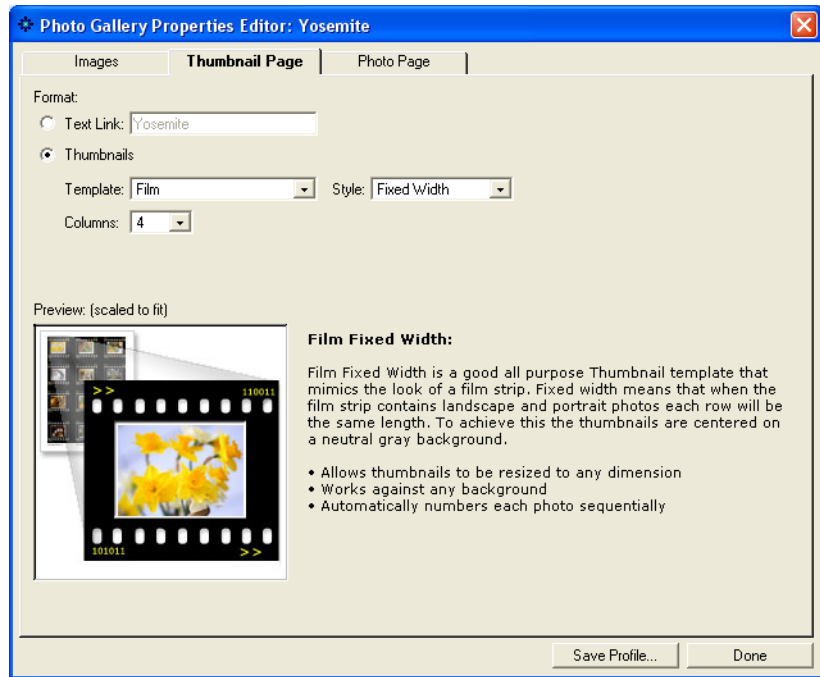 Photo Gallery Properties Editor: Yosemite
Images Thumbnail Page Photo Page
Format:
Text Link: Yosemite
Thumbnails
Template: Film Style: Fixed Width
Columns: 4
Preview: (scaled to fit)
>> 110011
101011 >>
Film Fixed Width:
Film Fixed Width is a good all purpose Thumbnail template that
mimics the look of a film strip. Fixed width means that when the
film strip contains landscape and portrait photos each row will be
the same length. To achieve this the thumbnails are centered on
a neutral gray background.
• Allows thumbnails to be resized to any dimension
• Works against any background
• Automatically numbers each photo sequentially
Save Profile... Done